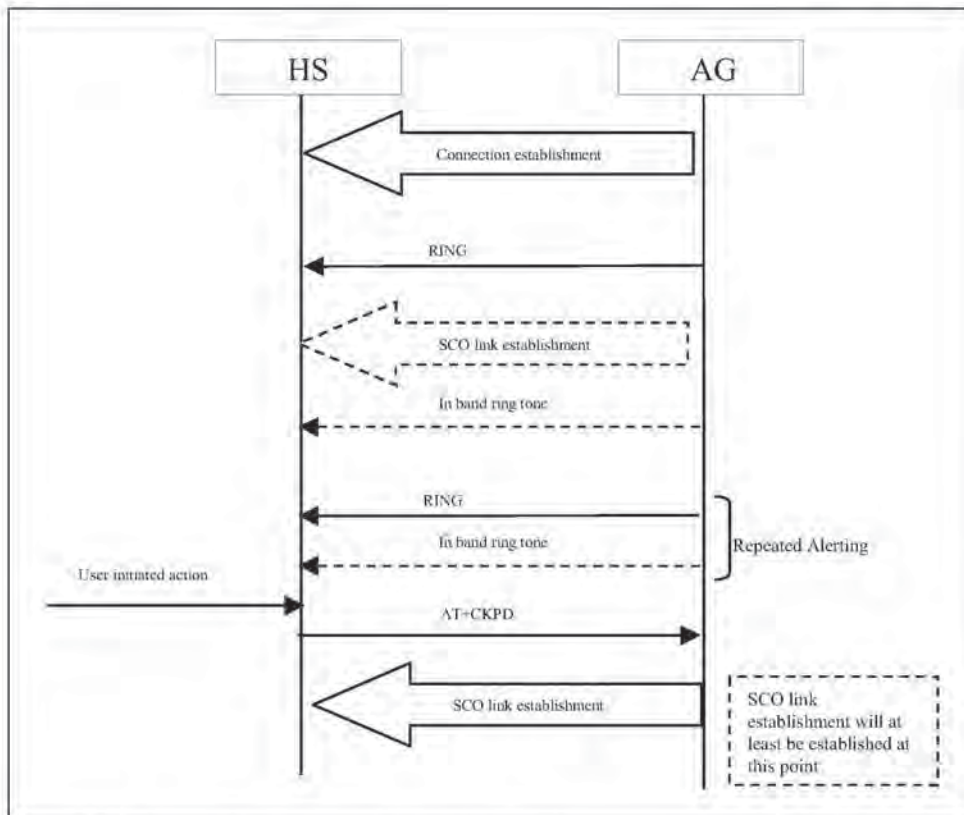 HS
AG
Connection establishment
RING
SCO link establishment
In band ring tone
RING
In band ring tone
Repeated Alerting
User initiated action
AT+CKPD
SCO link establishment
SCO link
establishment will at
least be established at
this point